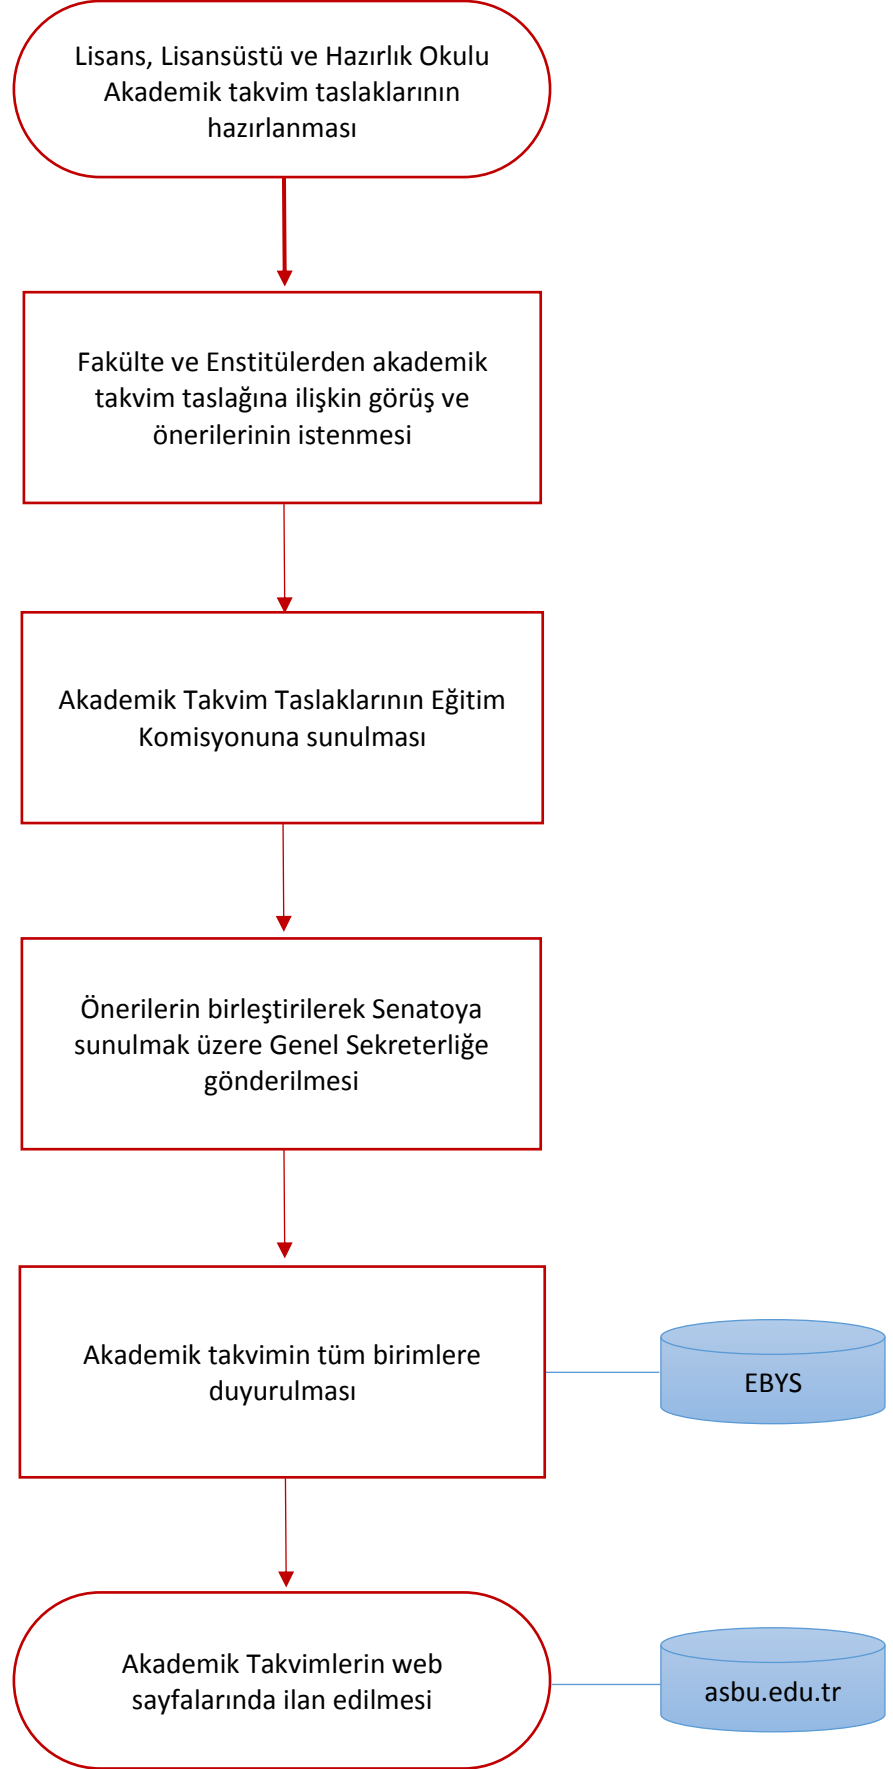 Lisans, Lisansüstü ve Hazırlık Okulu
Akademik takvim taslaklarının
hazırlanması
Fakülte ve Enstitülerden akademik
takvim taslağına ilişkin görüş ve
önerilerinin istenmesi
Akademik Takvim Taslaklarının Eğitim
Komisyonuna sunulması
Önerilerin birleştirilerek Senatoya
sunulmak üzere Genel Sekreterliğe
gönderilmesi
Akademik takvimin tüm birimlere
duyurulması
EBYS
Akademik Takvimlerin web
sayfalarında ilan edilmesi
asbu.edu.tr